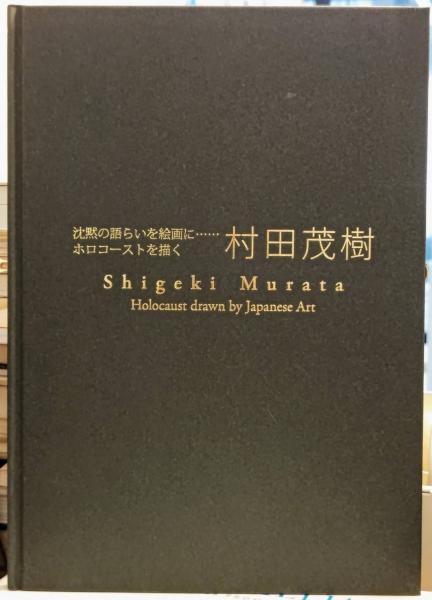 沈黙の語らいを絵画に……
ホロコーストを描く
村田茂樹
Shigeki Murata
Holocaust drawn by Japanese Art